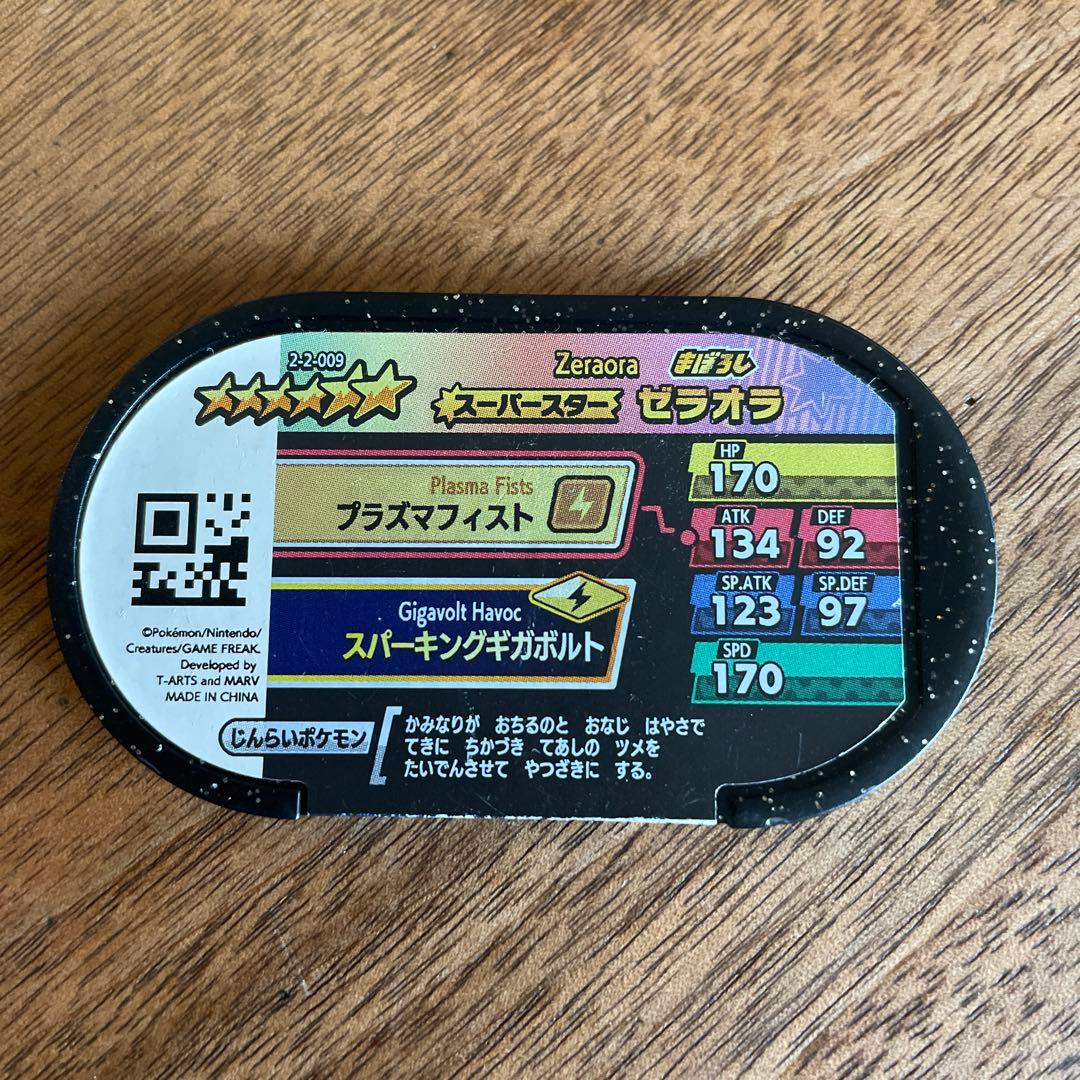 2-2-009
Zeraora まぼろし
スーパースター ゼラオラ
Plasma Fists
プラズマフィスト
Gigavolt Havoc
スパーキングギガボルト
HP
170
ATK DEF
134 92
SP.ATK SP.DEF
123 97
SPD
170
©Pokémon/Nintendo/
Creatures/GAME FREAK.
Developed by
T-ARTS and MARV
MADE IN CHINA
じんらいポケモン
かみなりが おちるのと おなじ はやさで
てきに ちかづき てあしの ツメを
たいでんさせて やつざきに する。